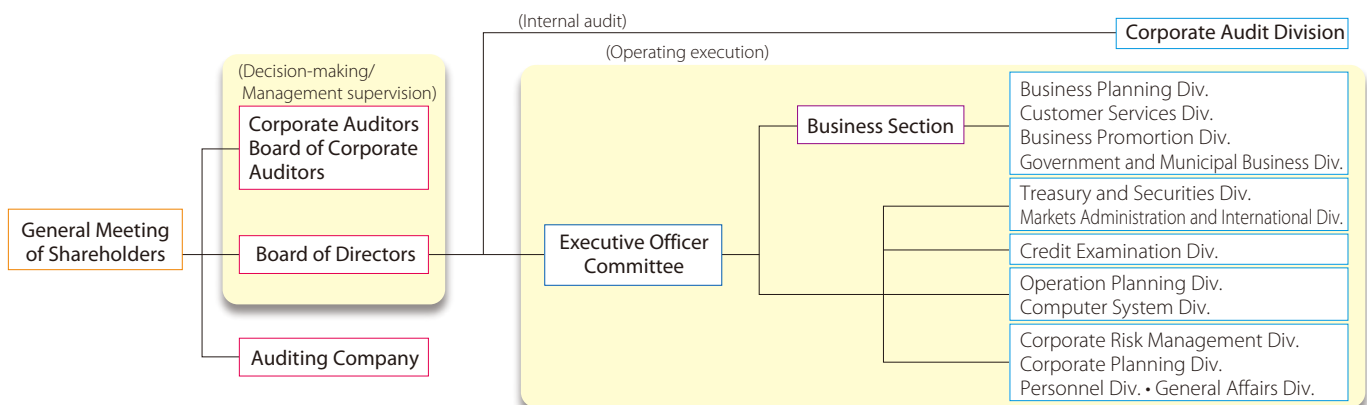 (Internal audit)
Corporate Audit Division
(Operating execution)
(Decision-making/
Management supervision)
Corporate Auditors
Board of Corporate
Auditors
General Meeting
of Shareholders
Board of Directors
Auditing Company
Executive Officer
Committee
Business Section
Business Planning Div.
Customer Services Div.
Business Promortion Div.
Government and Municipal Business Div.
Treasury and Securities Div.
Markets Administration and International Div.
Credit Examination Div.
Operation Planning Div.
Computer System Div.
Corporate Risk Management Div.
Corporate Planning Div.
Personnel Div. • General Affairs Div.